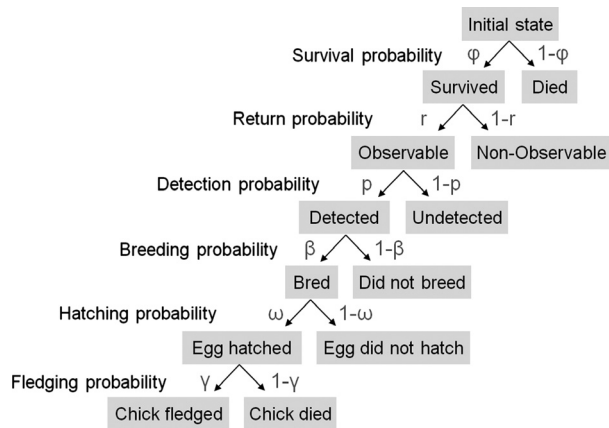 Initial state
Survival probability φ 1-φ
Survived Died
Return probability r 1-r
Observable Non-Observable
Detection probability p 1-p
Detected Undetected
Breeding probability β 1-β
Bred Did not breed
Hatching probability ω 1-ω
Egg hatched Egg did not hatch
Fledging probability γ 1-γ
Chick fledged Chick died